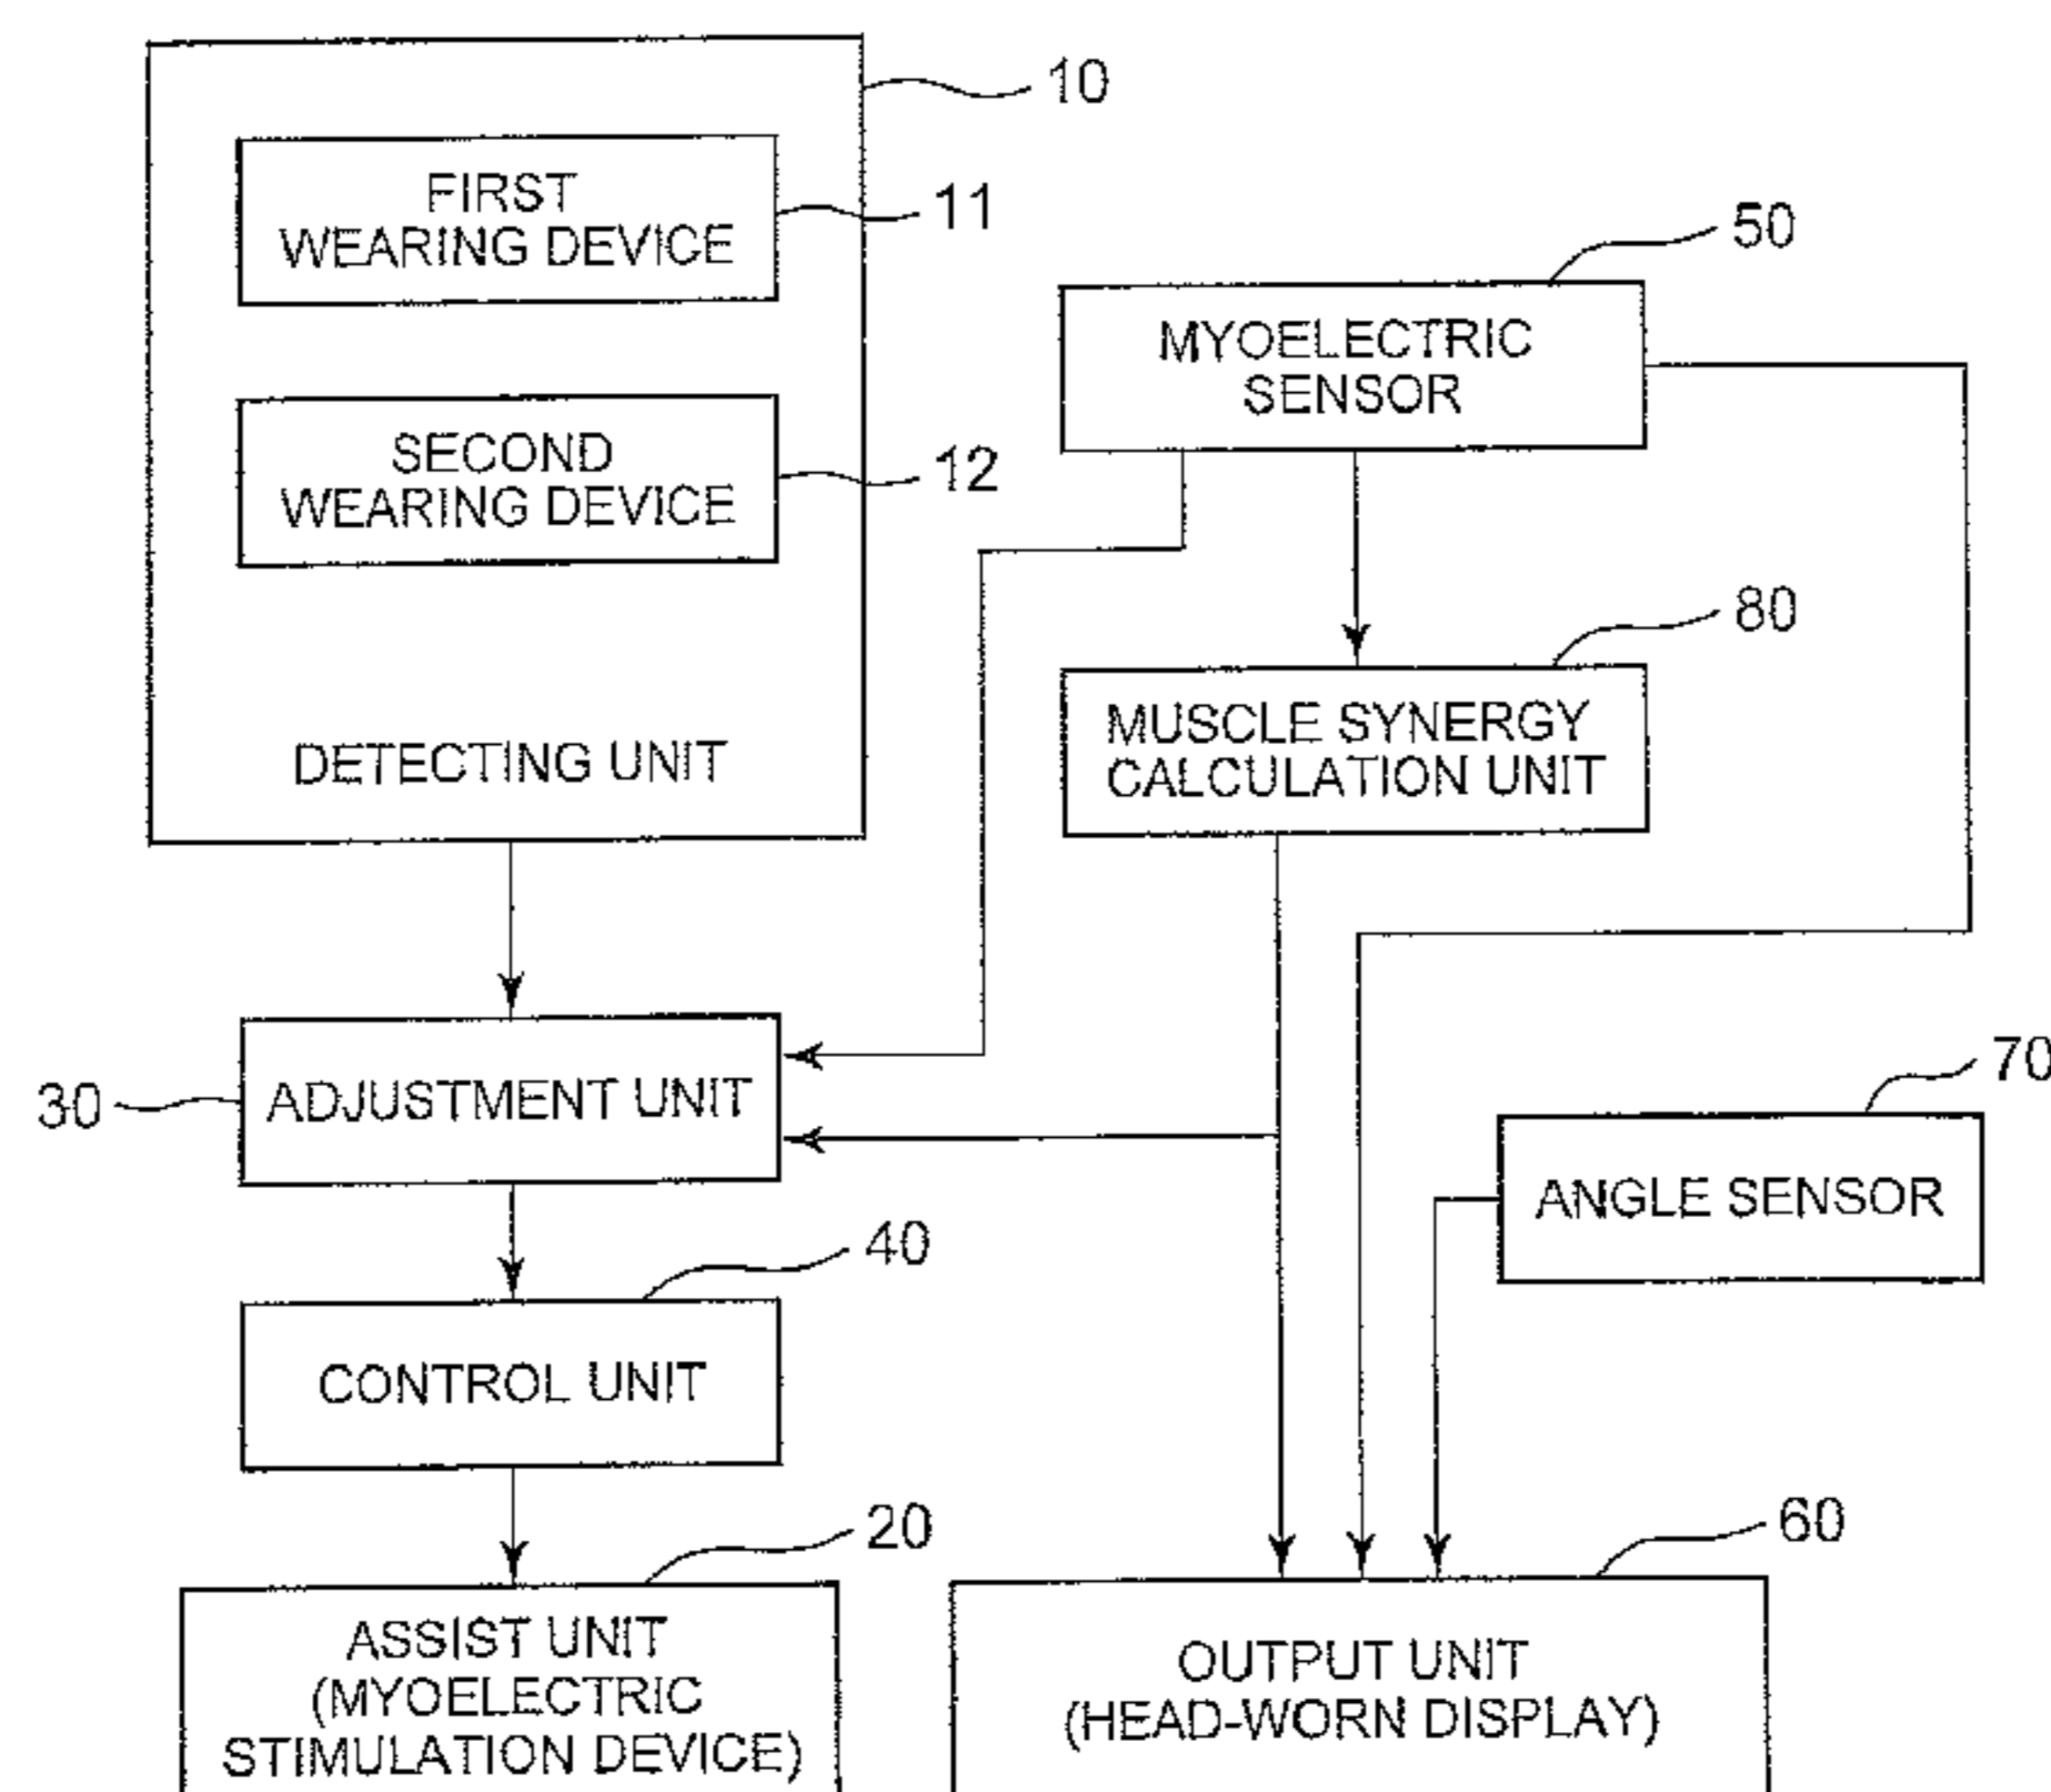 10
FIRST
WEARING DEVICE
11
SECOND
WEARING DEVICE
12
DETECTING UNIT
50
MYOELECTRIC
SENSOR
80
MUSCLE SYNERGY
CALCULATION UNIT
30
ADJUSTMENT UNIT
70
ANGLE SENSOR
40
CONTROL UNIT
20
ASSIST UNIT
(MYOELECTRIC
STIMULATION DEVICE)
60
OUTPUT UNIT
(HEAD-WORN DISPLAY)